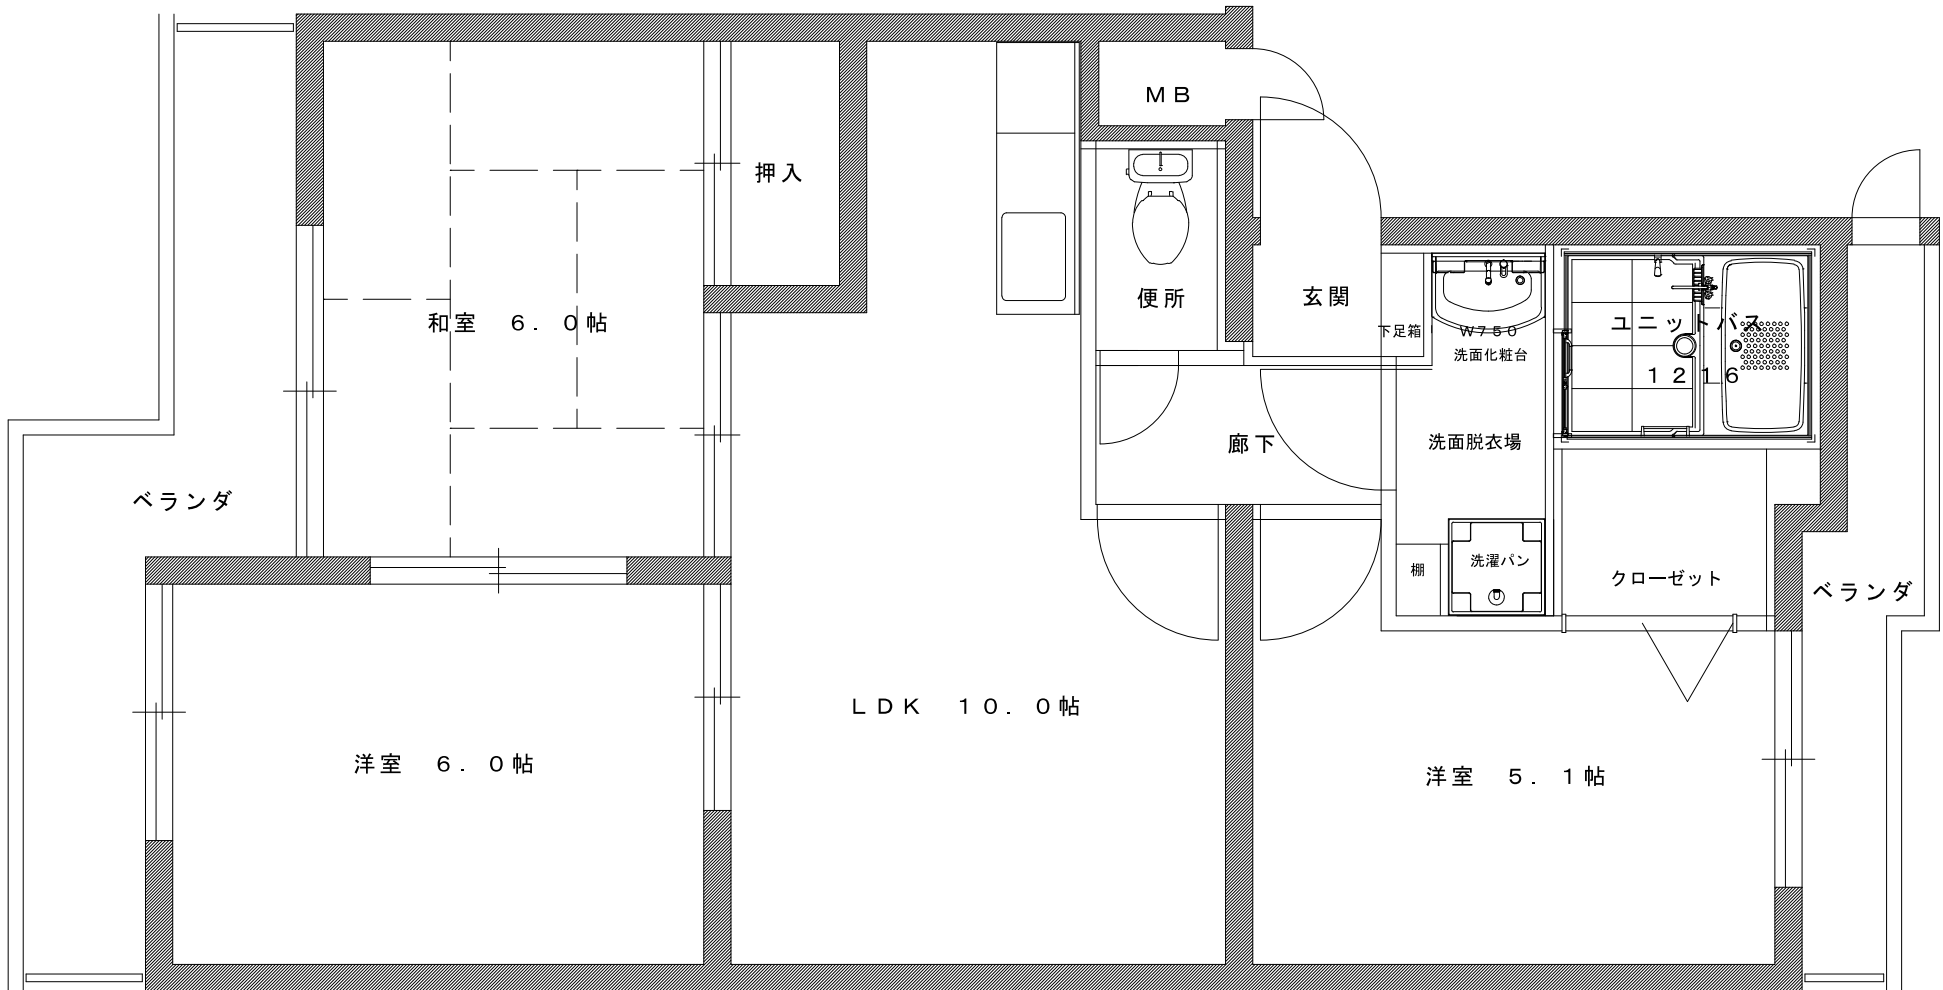 ＭＢ
押入
便所
玄関
和室　６．０帖
下足箱
Ｗ７５０
洗面化粧台
ユニットバス
１２１６
廊下
洗面脱衣場
ベランダ
棚
洗濯パン
クローゼット
ベランダ
ＬＤＫ　１０．０帖
洋室　６．０帖
洋室　５．１帖